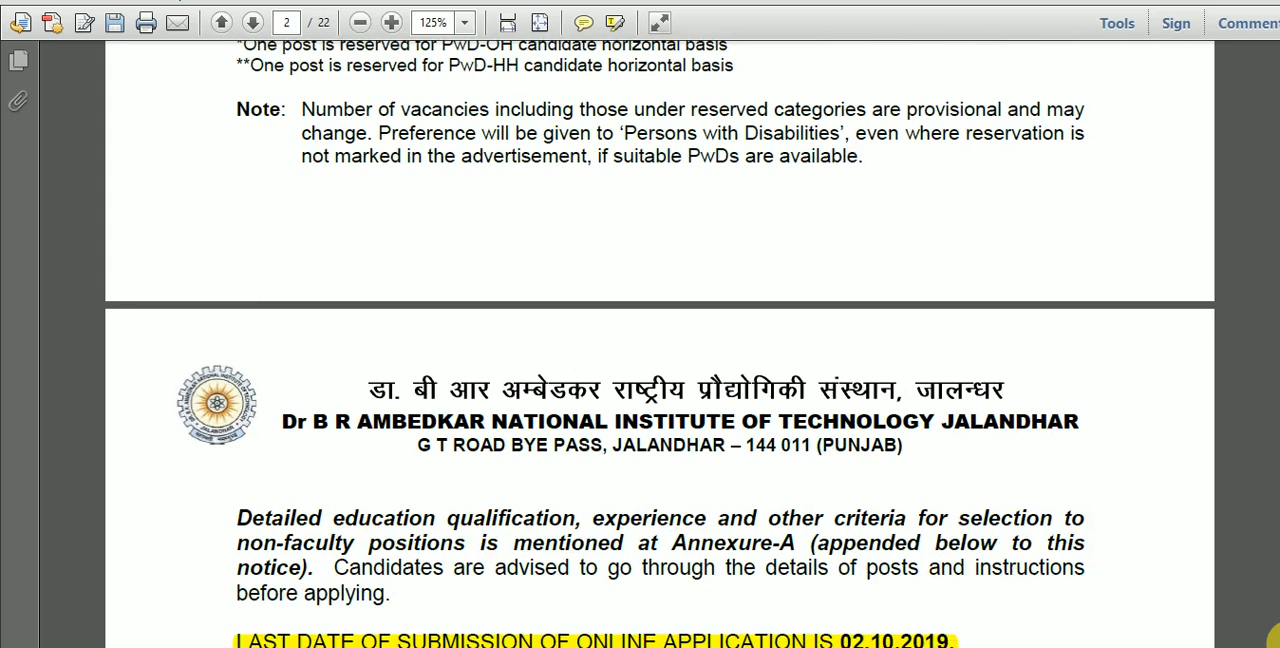 2 / 22 125% Tools Sign Comment
*One post is reserved for PwD-OH candidate horizontal basis
**One post is reserved for PwD-HH candidate horizontal basis
Note: Number of vacancies including those under reserved categories are provisional and may
change. Preference will be given to ‘Persons with Disabilities’, even where reservation is
not marked in the advertisement, if suitable PwDs are available.
डा. बी आर अम्बेडकर राष्ट्रीय प्रौद्योगिकी संस्थान, जालन्धर
Dr B R AMBEDKAR NATIONAL INSTITUTE OF TECHNOLOGY JALANDHAR
G T ROAD BYE PASS, JALANDHAR – 144 011 (PUNJAB)
Detailed education qualification, experience and other criteria for selection to
non-faculty positions is mentioned at Annexure-A (appended below to this
notice). Candidates are advised to go through the details of posts and instructions
before applying.
LAST DATE OF SUBMISSION OF ONLINE APPLICATION IS 02.10.2019.